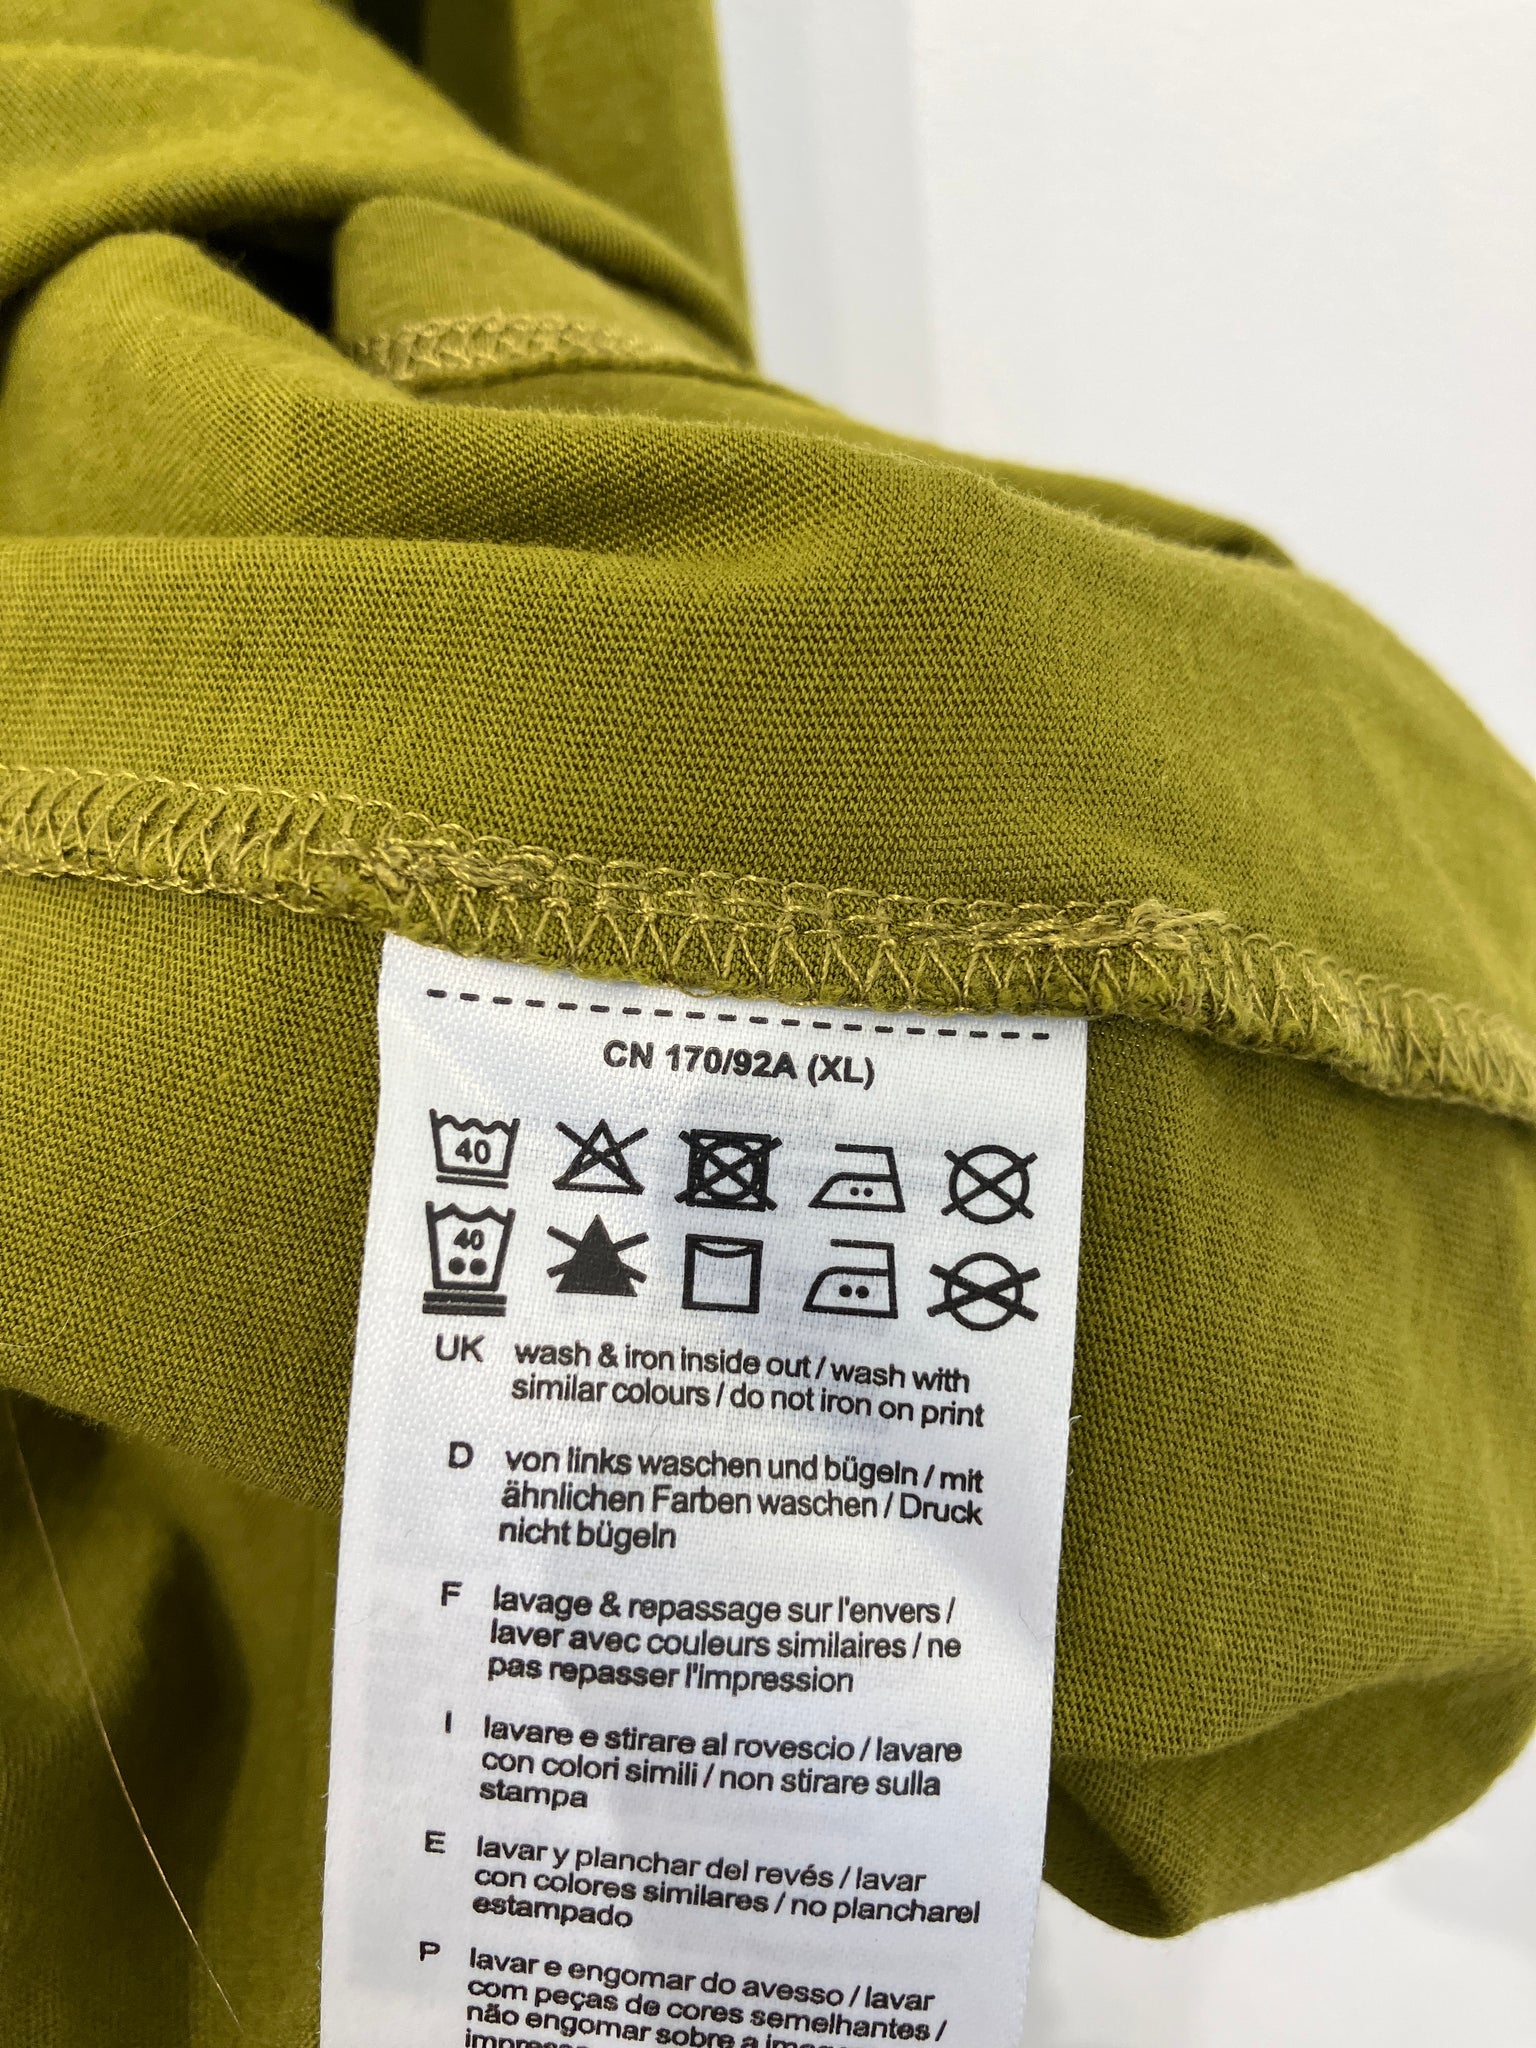 CN 170/92A (XL)
40
40
UK wash & iron inside out / wash with
similar colours / do not iron on print
D von links waschen und bügeln / mit
ähnlichen Farben waschen / Druck
nicht bügeln
F lavage & repassage sur l'envers /
laver avec couleurs similaires / ne
pas repasser l'impression
I lavare e stirare al rovescio / lavare
con colori simili / non stirare sulla
stampa
E lavar y planchar del revés / lavar
con colores similares / no plancharel
estampado
P lavar e engomar do avesso / lavar
com peças de cores semelhantes /
não engomar sobre a